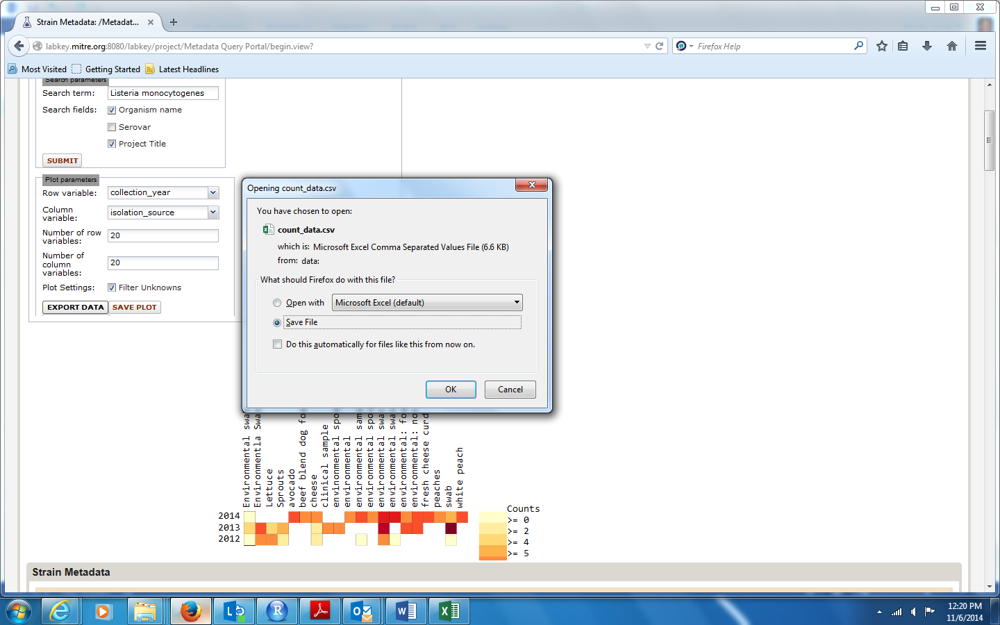 Strain Metadata: /Metadat...
labkey.mitre.org:8080/labkey/project/Metadata Query Portal/begin.view?
Firefox Help
Most Visited Getting Started Latest Headlines
Search parameters
Search term: Listeria monocytogenes
Search fields: Organism name
Serovar
Project Title
SUBMIT
Plot parameters
Row variable: collection_year
Column variable: isolation_source
Number of row variables: 20
Number of column variables: 20
Plot Settings: Filter Unknowns
EXPORT DATA SAVE PLOT
Opening count_data.csv
You have chosen to open:
count_data.csv
which is: Microsoft Excel Comma Separated Values File (6.6 KB)
from: data:
What should Firefox do with this file?
Open with Microsoft Excel (default)
Save File
Do this automatically for files like this from now on.
OK Cancel
Environmental swa
Environmentla Swa
Lettuce
Sprouts
avocado
beef blend dog fo
cheese
clinical sample
envinonmental spo
environmental
environmental sam
environmental spo
environmental swa
environmental swa
environmental: fo
environmental: no
fresh cheese curd
peaches
swab
white peach
2014
2013
2012
Counts
>= 0
>= 2
>= 4
>= 5
Strain Metadata
12:20 PM
11/6/2014